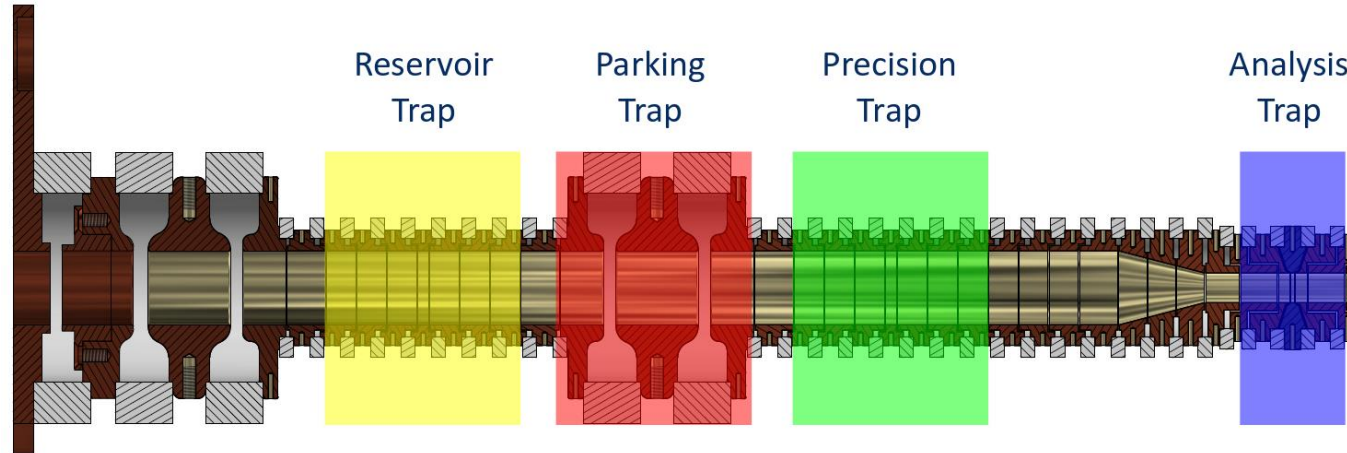 Reservoir
Trap
Parking
Trap
Precision
Trap
Analysis
Trap